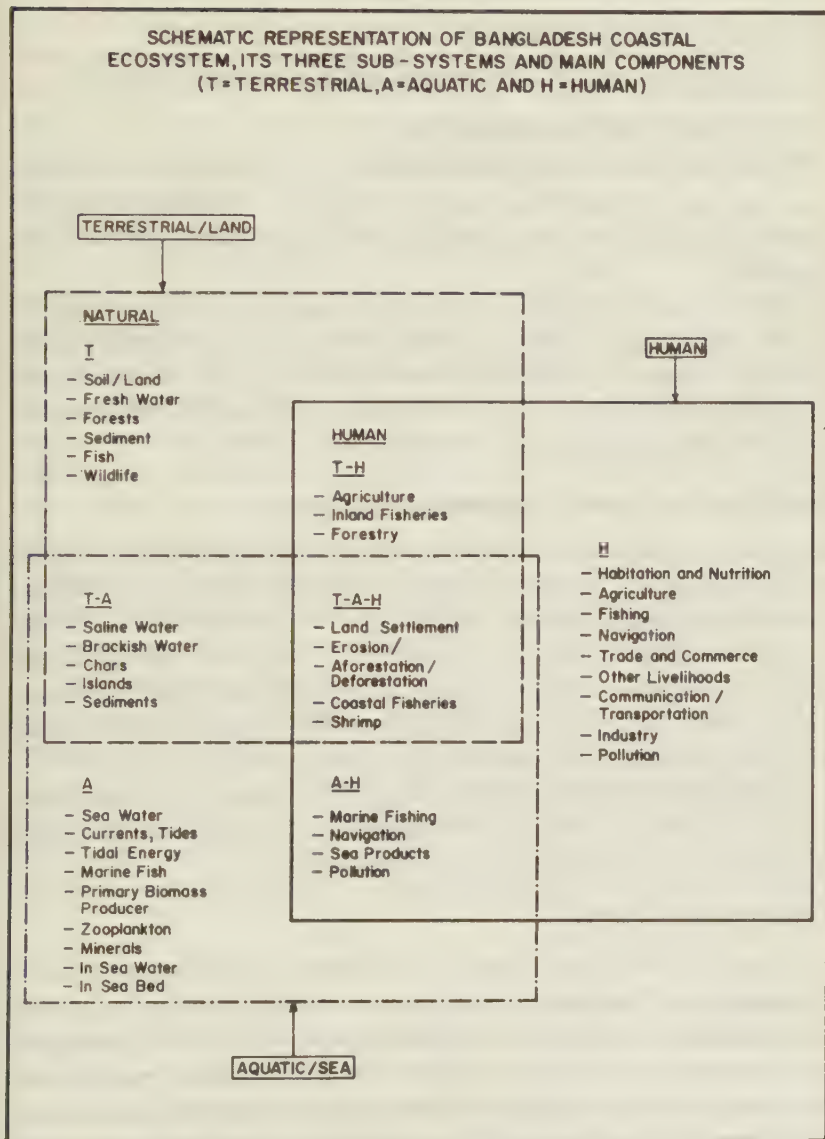 SCHEMATIC REPRESENTATION OF BANGLADESH COASTAL
ECOSYSTEM, ITS THREE SUB-SYSTEMS AND MAIN COMPONENTS
(T=TERRESTRIAL, A=AQUATIC AND H=HUMAN)
TERRESTRIAL/LAND
NATURAL
T
- Soil/Land
- Fresh Water
- Forests
- Sediment
- Fish
- Wildlife
HUMAN
HUMAN
T-H
- Agriculture
- Inland Fisheries
- Forestry
H
- Habitation and Nutrition
- Agriculture
- Fishing
- Navigation
- Trade and Commerce
- Other Livelihoods
- Communication/
Transportation
- Industry
- Pollution
T-A
- Saline Water
- Brackish Water
- Chars
- Islands
- Sediments
T-A-H
- Land Settlement
- Erosion/
- Aforestation/
Deforestation
- Coastal Fisheries
- Shrimp
A
- Sea Water
- Currents, Tides
- Tidal Energy
- Marine Fish
- Primary Biomass
Producer
- Zooplankton
- Minerals
- In Sea Water
- In Sea Bed
A-H
- Marine Fishing
- Navigation
- Sea Products
- Pollution
AQUATIC/SEA